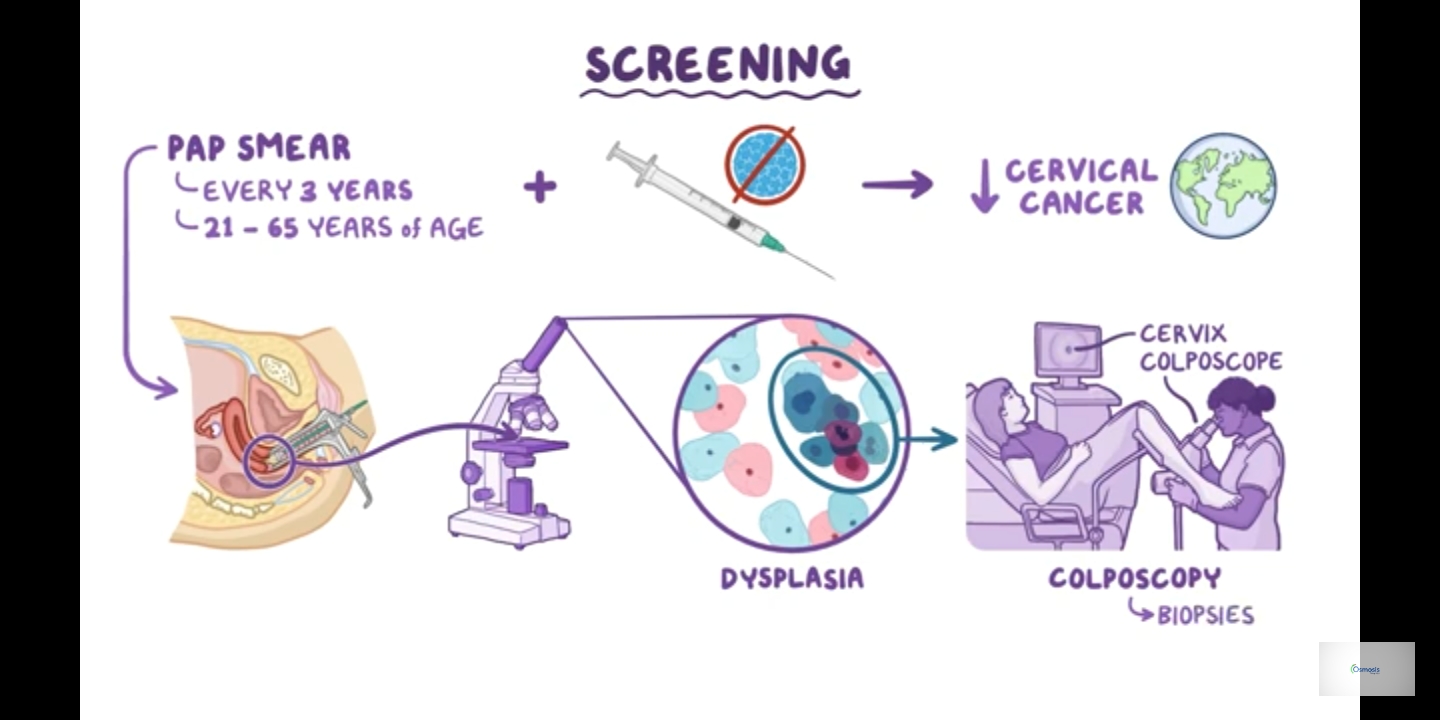 SCREENING
PAP SMEAR
EVERY 3 YEARS
21 - 65 YEARS of AGE
+
↓ CERVICAL
CANCER
CERVIX
COLPOSCOPE
DYSPLASIA
COLPOSCOPY
BIOPSIES
Osmosis